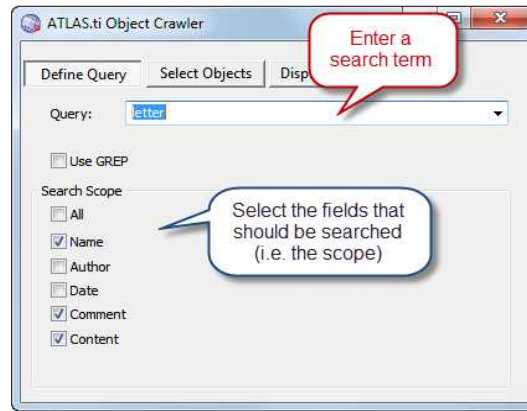 ATLAS.ti Object Crawler
Enter a
search term
Define Query Select Objects Disp
Query: letter
Use GREP
Search Scope
All
Name
Author
Date
Comment
Content
Select the fields that
should be searched
(i.e. the scope)